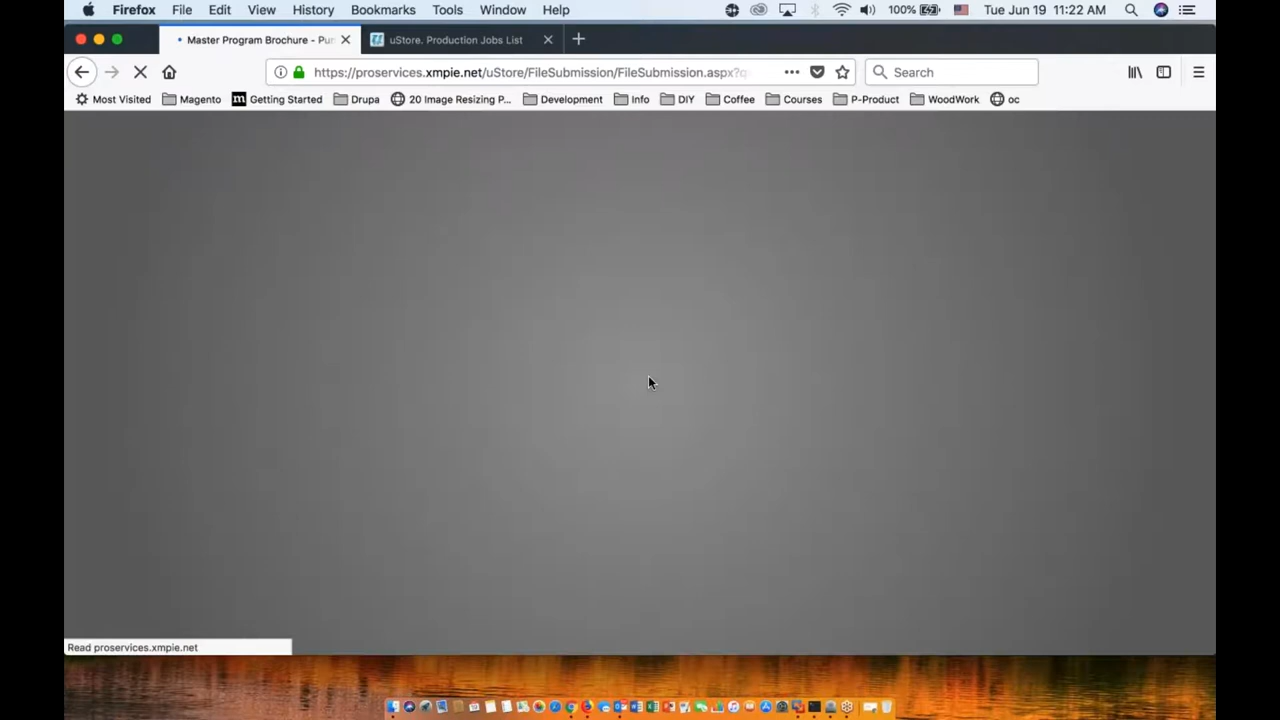 Firefox File Edit View History Bookmarks Tools Window Help 100% Tue Jun 19 11:22 AM
Master Program Brochure - Pur uStore. Production Jobs List
https://proservices.xmpie.net/uStore/FileSubmission/FileSubmission.aspx?q Search
Most Visited Magento Getting Started Drupa 20 Image Resizing P... Development Info DIY Coffee Courses P-Product WoodWork oc
Read proservices.xmpie.net